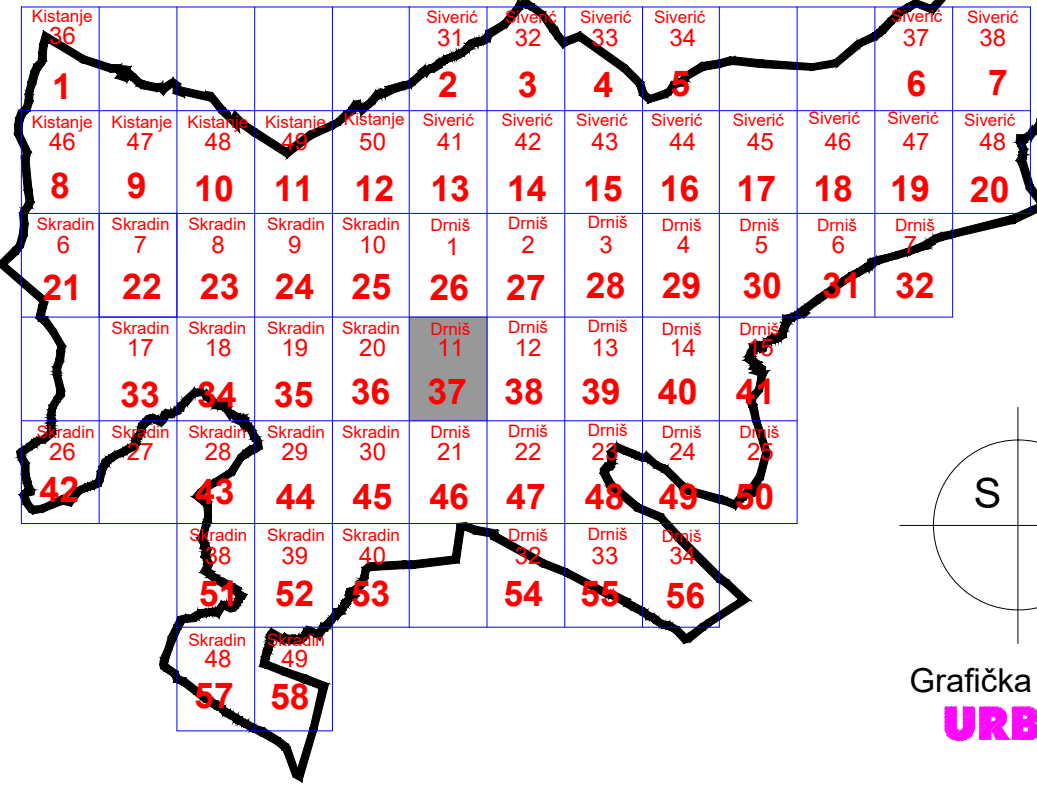 Kistanje Siverić Siverić Siverić Siverić Siverić Siverić
36 31 32 33 34 37 38
1 2 3 4 5 6 7
Kistanje Kistanje Kistanje Kistanje Kistanje Siverić Siverić Siverić Siverić Siverić Siverić Siverić Siverić
46 47 48 49 50 41 42 43 44 45 46 47 48
8 9 10 11 12 13 14 15 16 17 18 19 20
Skradin Skradin Skradin Skradin Skradin Drniš Drniš Drniš Drniš Drniš Drniš Drniš
6 7 8 9 10 1 2 3 4 5 6 7
21 22 23 24 25 26 27 28 29 30 31 32
Skradin Skradin Skradin Skradin Drniš Drniš Drniš Drniš Drniš
17 18 19 20 11 12 13 14 15
33 34 35 36 37 38 39 40 41
Skradin Skradin Skradin Skradin Skradin Drniš Drniš Drniš Drniš Drniš
26 27 28 29 30 21 22 23 24 25
42 43 44 45 46 47 48 49 50
S
Skradin Skradin Skradin Drniš Drniš Drniš
38 39 40 32 33 34
51 52 53 54 55 56
Skradin Skradin
48 49
57 58
Grafička
URB